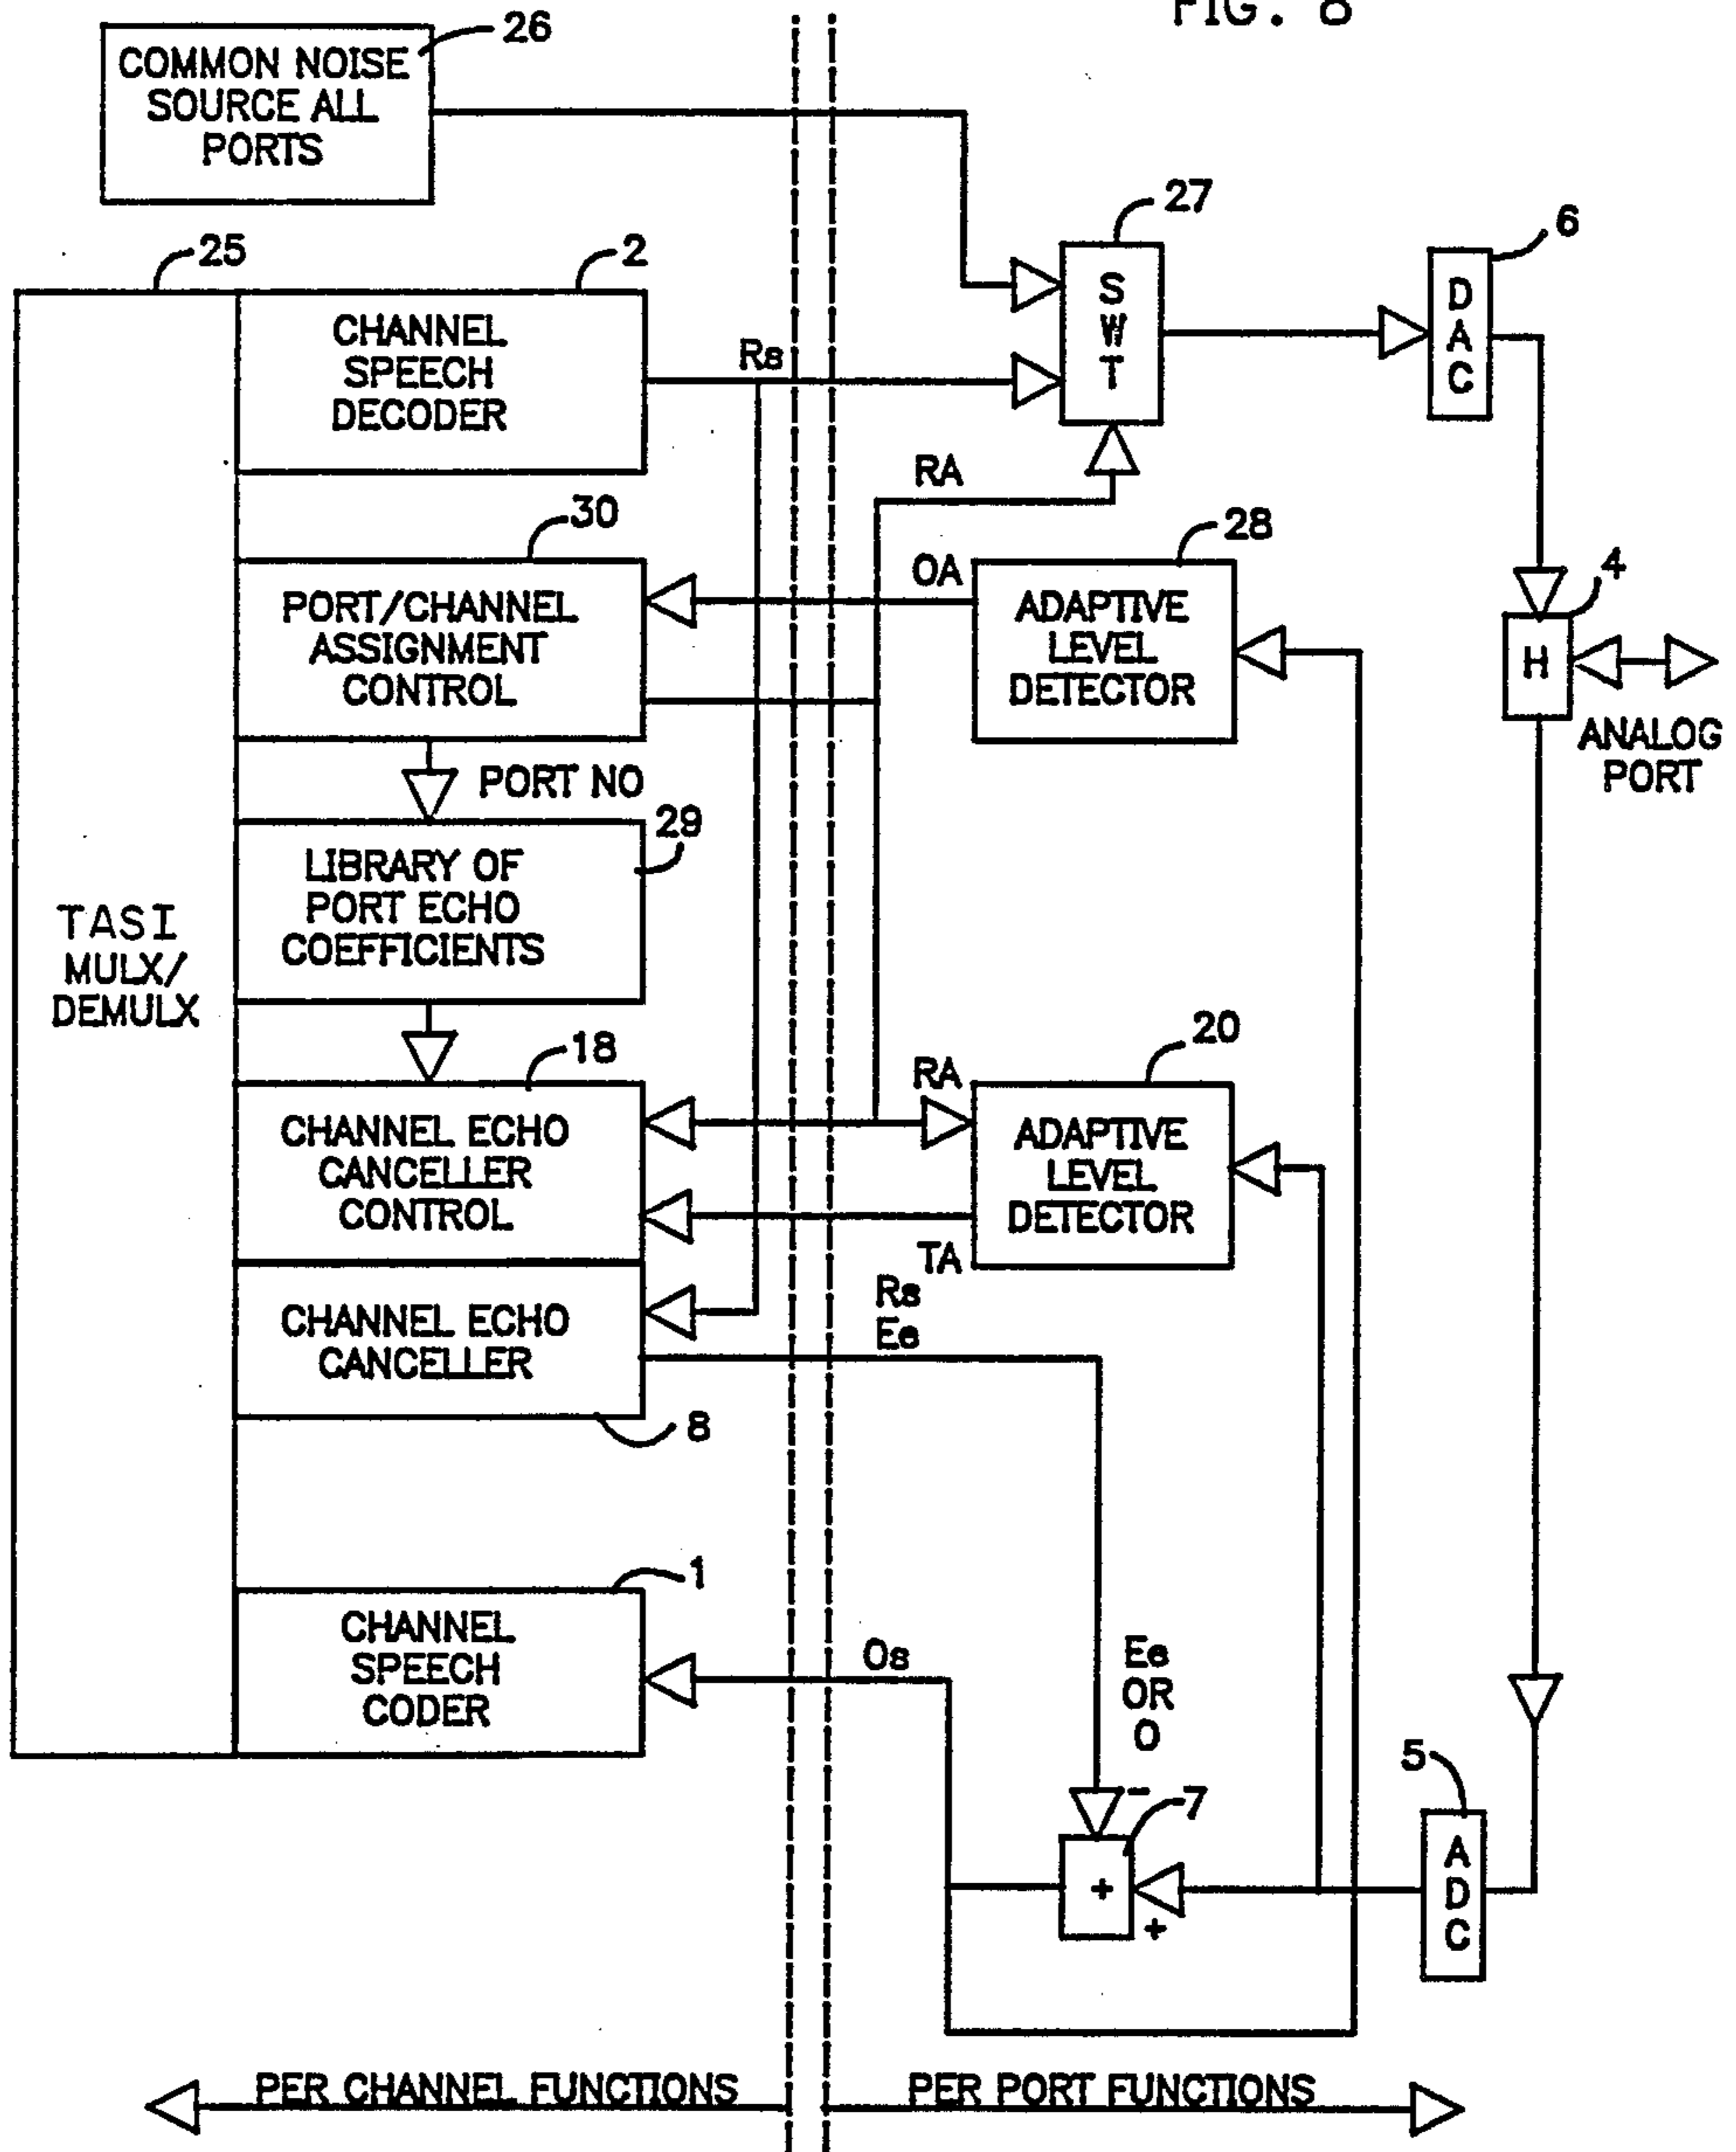 FIG. 8
26
COMMON NOISE
SOURCE ALL
PORTS
27
6
25
2
S
W
T
D
A
C
CHANNEL
SPEECH
DECODER
Rs
RA
30
28
4
OA
PORT/CHANNEL
ASSIGNMENT
CONTROL
ADAPTIVE
LEVEL
DETECTOR
H
ANALOG
PORT
PORT NO
29
LIBRARY OF
PORT ECHO
COEFFICIENTS
TASI
MULX/
DEMULX
18
20
RA
CHANNEL ECHO
CANCELLER
CONTROL
ADAPTIVE
LEVEL
DETECTOR
TA
Rs
Ee
CHANNEL ECHO
CANCELLER
8
1
CHANNEL
SPEECH
CODER
Os
Ee
OR
O
5
-
7
+
+
A
D
C
PER CHANNEL FUNCTIONS
PER PORT FUNCTIONS